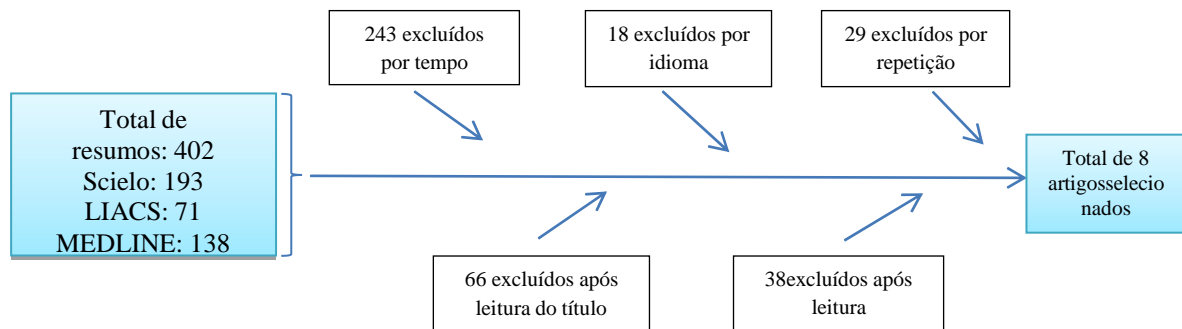 243 excluídos
por tempo
18 excluídos por
idioma
29 excluídos por
repetição
Total de
resumos: 402
Scielo: 193
LIACS: 71
MEDLINE: 138
Total de 8
artigosselecio
nados
66 excluídos após
leitura do título
38excluídos após
leitura